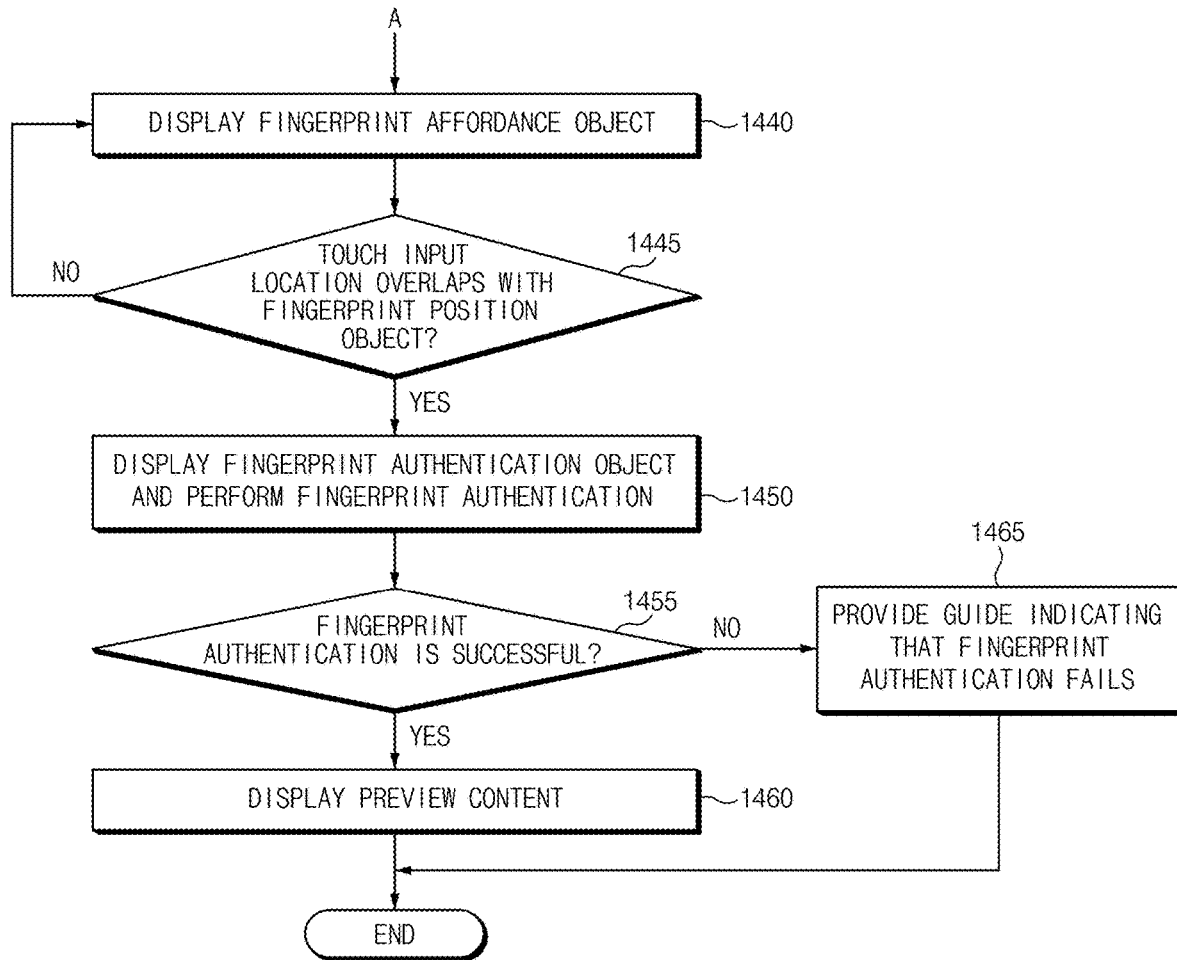 A
DISPLAY FINGERPRINT AFFORDANCE OBJECT
1440
TOUCH INPUT
LOCATION OVERLAPS WITH
FINGERPRINT POSITION
OBJECT?
1445
NO
YES
DISPLAY FINGERPRINT AUTHENTICATION OBJECT
AND PERFORM FINGERPRINT AUTHENTICATION
1450
FINGERPRINT
AUTHENTICATION IS SUCCESSFUL?
1455
NO
1465
PROVIDE GUIDE INDICATING
THAT FINGERPRINT
AUTHENTICATION FAILS
YES
DISPLAY PREVIEW CONTENT
1460
END